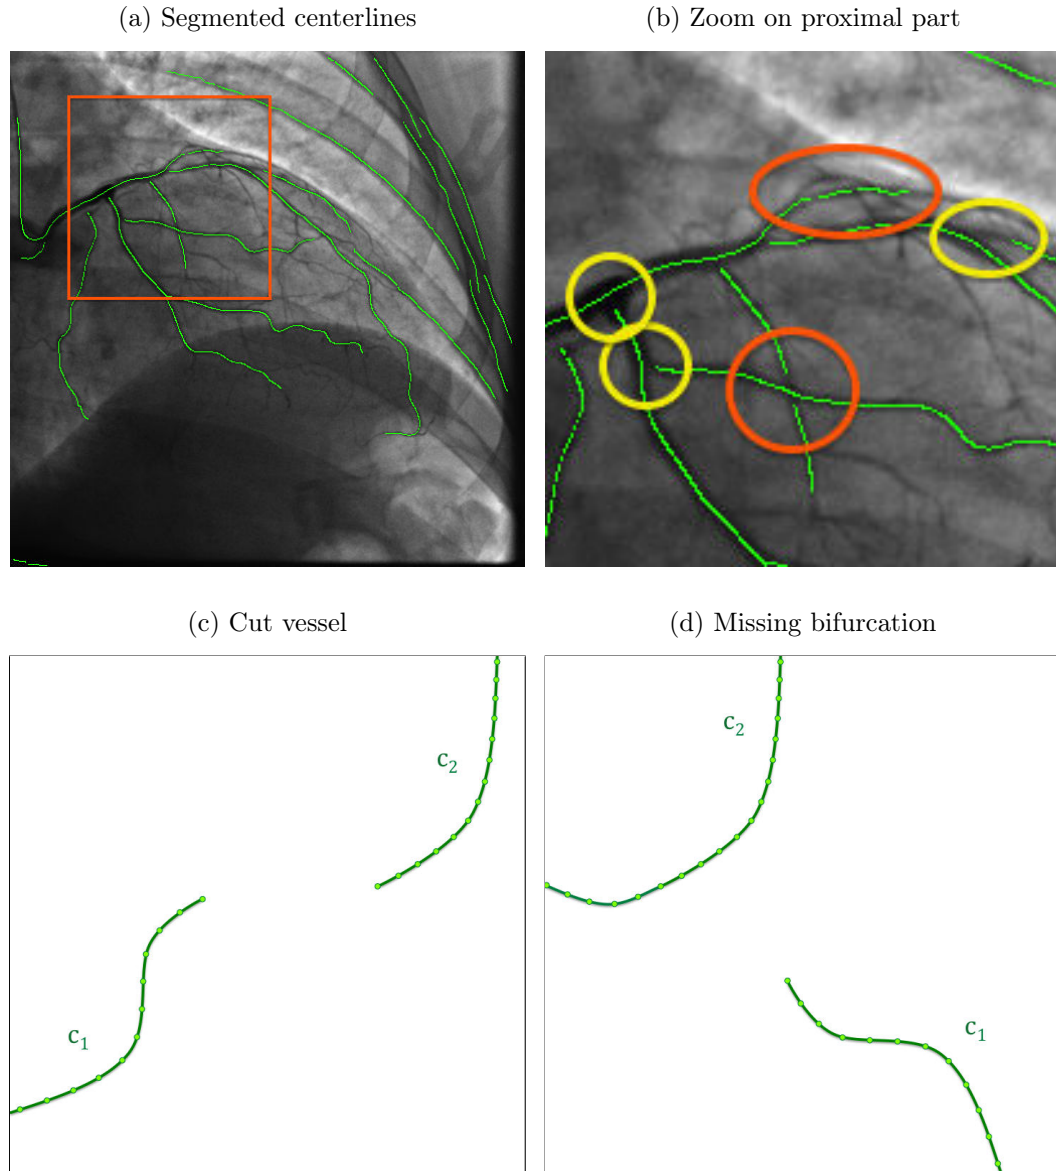 (a) Segmented centerlines
(b) Zoom on proximal part
(c) Cut vessel
(d) Missing bifurcation
c₂
c₁
c₂
c₁